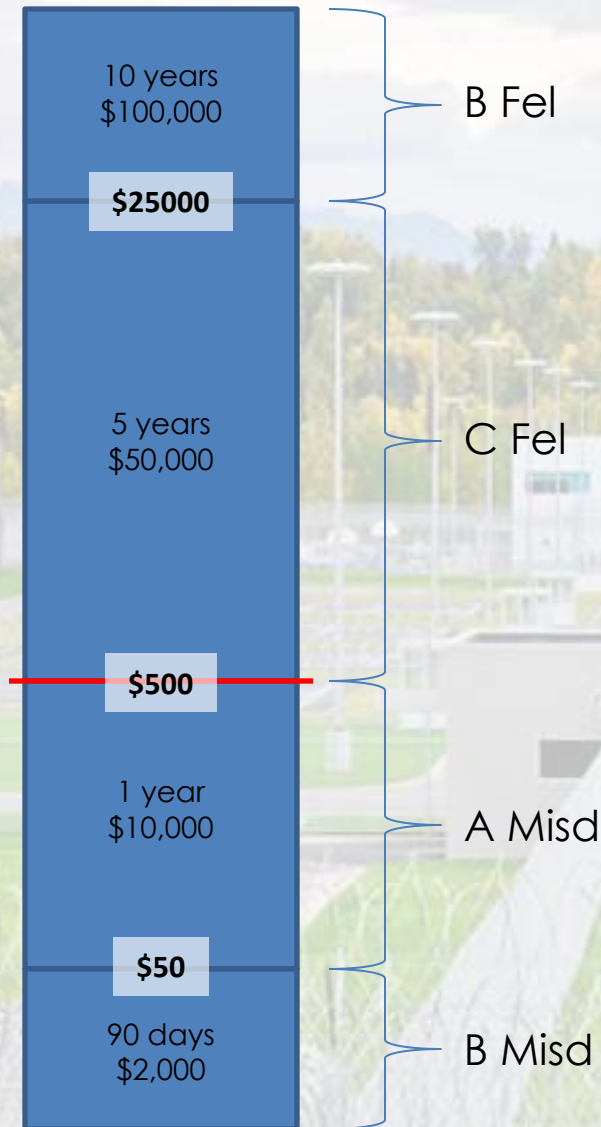 10 years
$100,000
B Fel
$25000
5 years
$50,000
C Fel
$500
1 year
$10,000
A Misd
$50
90 days
$2,000
B Misd